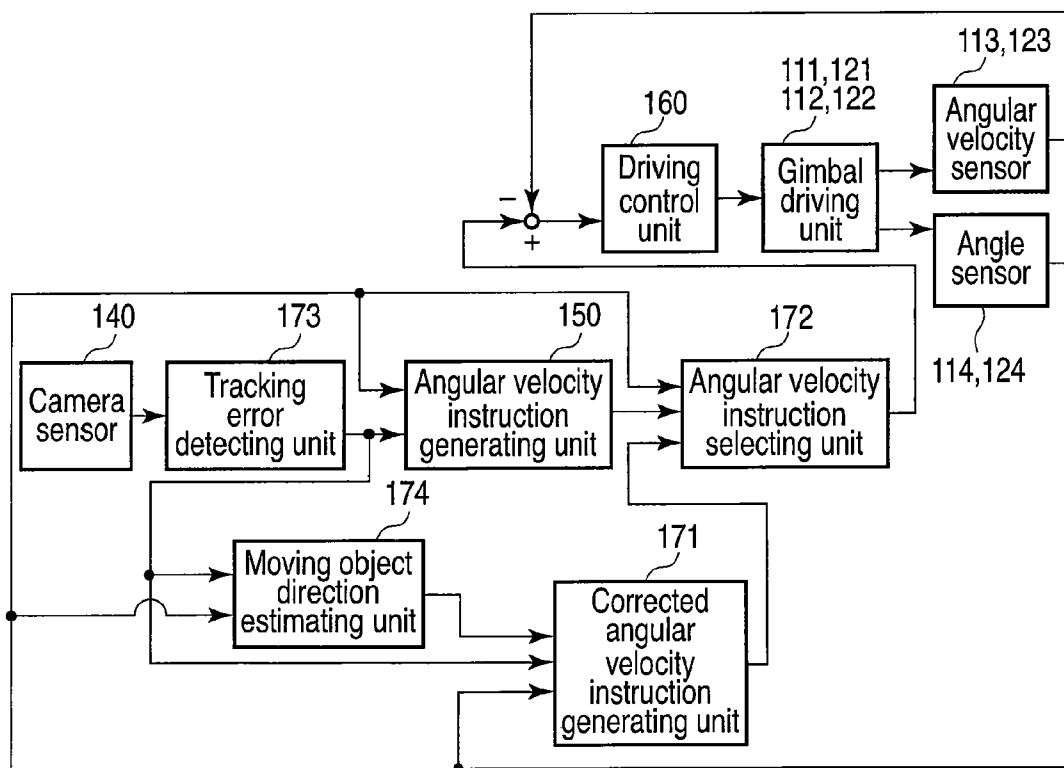 113,123
Angular
velocity
sensor
111,121
112,122
160
Driving
control
unit
Gimbal
driving
unit
−
+
Angle
sensor
114,124
140
Camera
sensor
173
Tracking
error
detecting unit
150
Angular velocity
instruction
generating unit
172
Angular velocity
instruction
selecting unit
174
Moving object
direction
estimating unit
171
Corrected
angular
velocity
instruction
generating unit